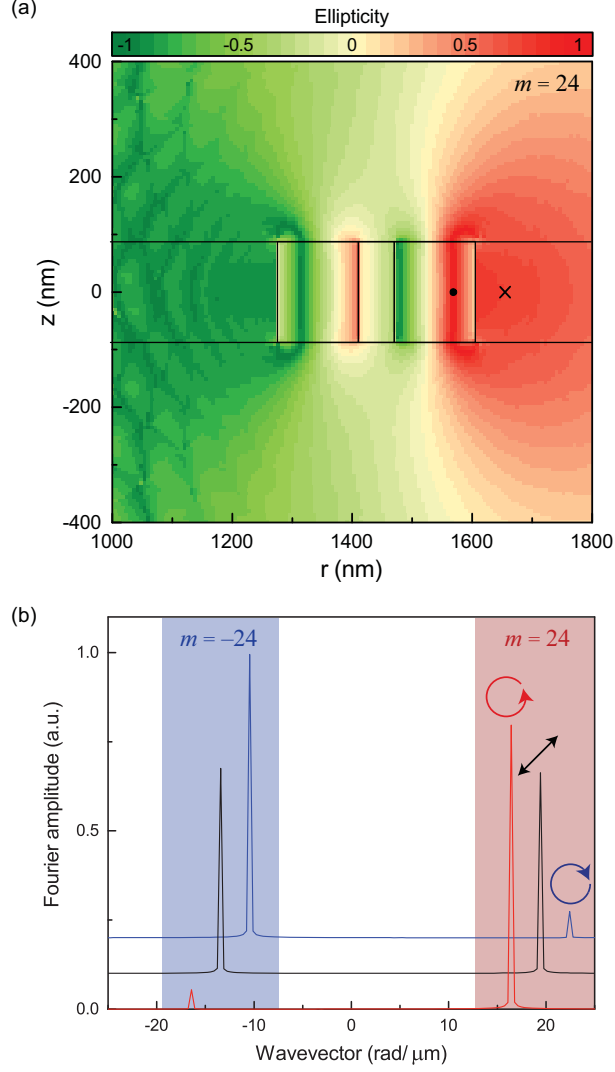 (a)
Ellipticity
-1 -0.5 0 0.5 1
m = 24
400
200
0
-200
-400
z (nm)
1000 1200 1400 1600 1800
r (nm)
(b)
m = –24
m = 24
1.0
0.5
0.0
Fourier amplitude (a.u.)
-20 -10 0 10 20
Wavevector (rad/ μm)